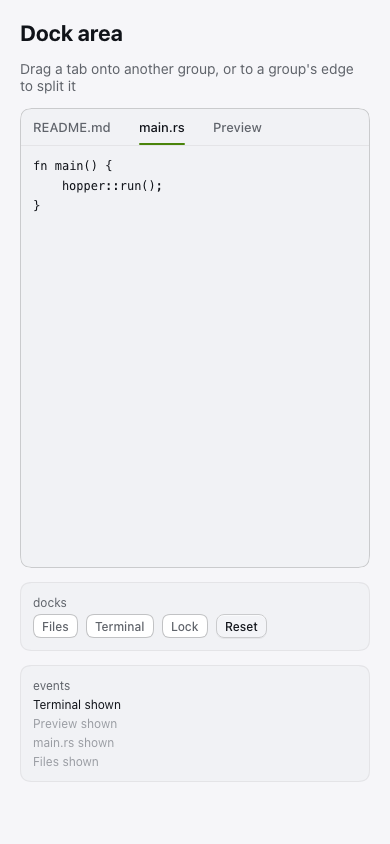 Dock area
Drag a tab onto another group, or to a group's edge
to split it
README.md main.rs Preview
fn main() {
    hopper::run();
}
docks
Files Terminal Lock Reset
events
Terminal shown
Preview shown
main.rs shown
Files shown